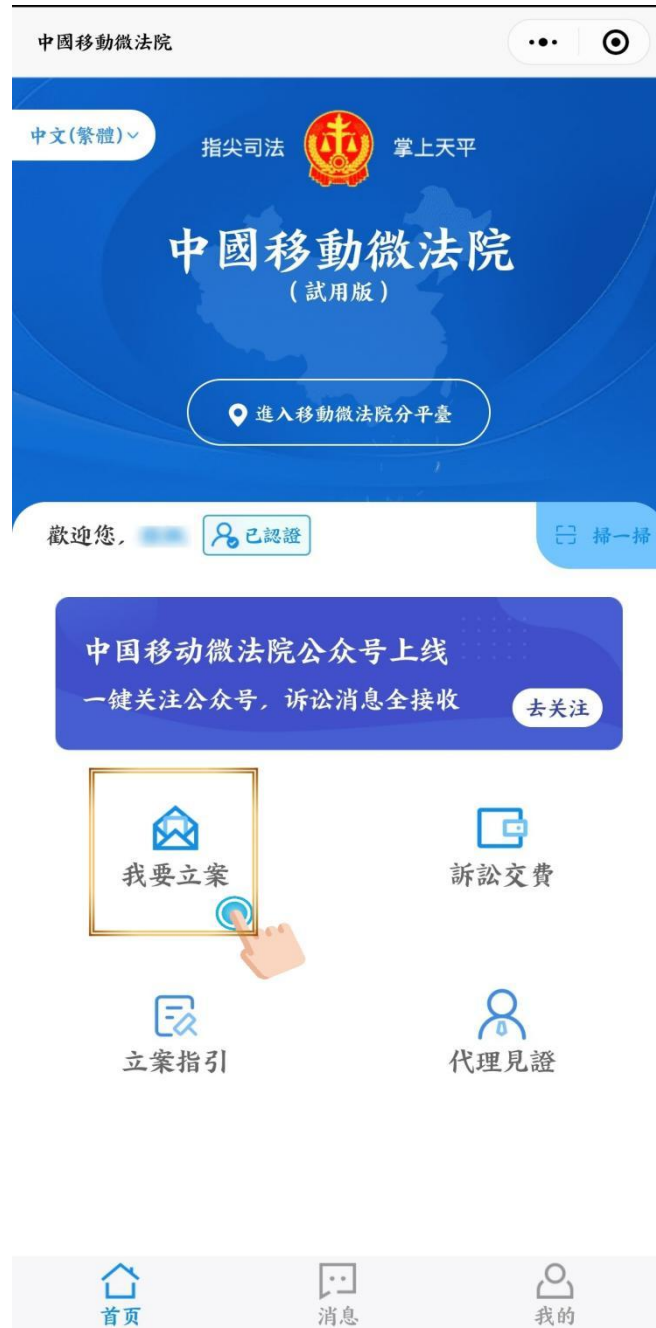 中國移動微法院
中文(繁體)
指尖司法 掌上天平
中國移動微法院
(試用版)
進入移動微法院分平臺
歡迎您, 已認證 掃一掃
中国移动微法院公众号上线
一键关注公众号,诉讼消息全接收 去关注
我要立案 訴訟交費
立案指引 代理見證
首页 消息 我的